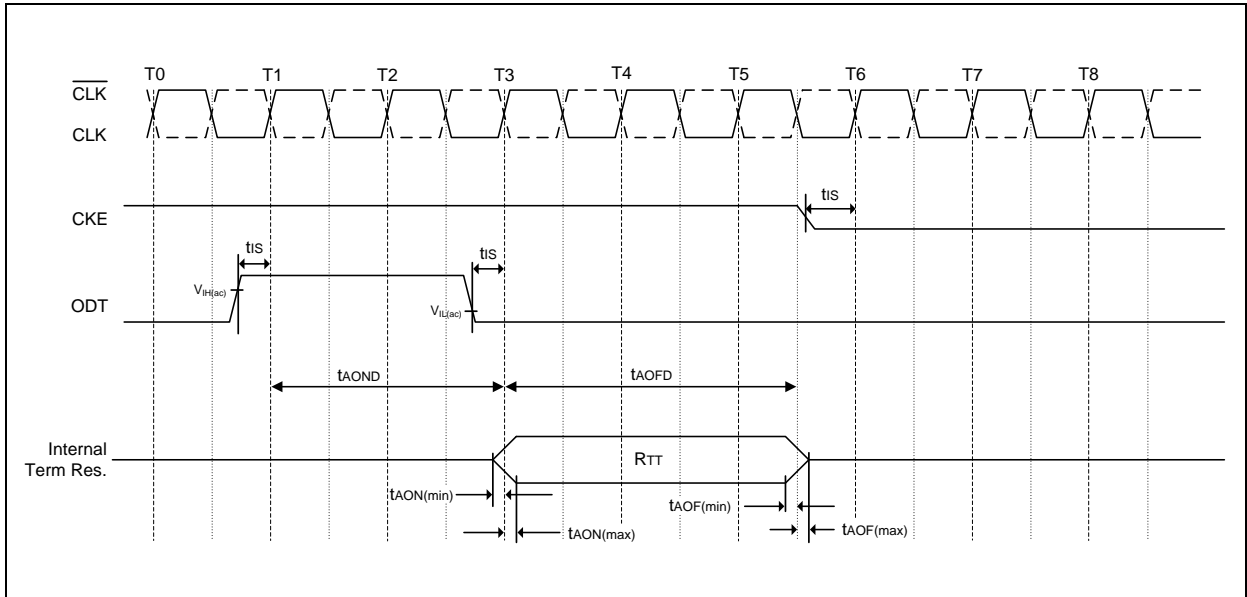 T0 T1 T2 T3 T4 T5 T6 T7 T8
CLK
CLK
CKE
tIS
tIS
tIS
VIH(ac)
ODT
VIL(ac)
tAOND
tAOFD
Internal
Term Res.
RTT
tAON(min)
tAOF(min)
tAON(max)
tAOF(max)